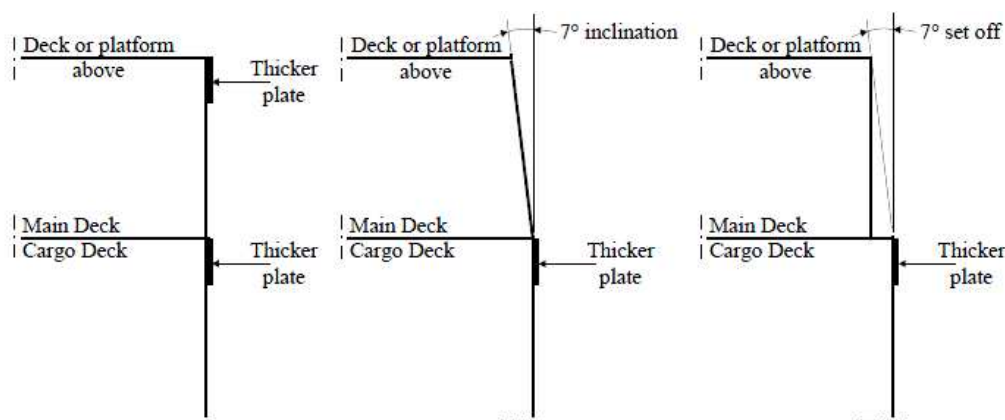 Deck or platform
above
Thicker
plate
Main Deck
Cargo Deck
Thicker
plate
7° inclination
Deck or platform
above
Main Deck
Cargo Deck
Thicker
plate
7° set off
Deck or platform
above
Main Deck
Cargo Deck
Thicker
plate